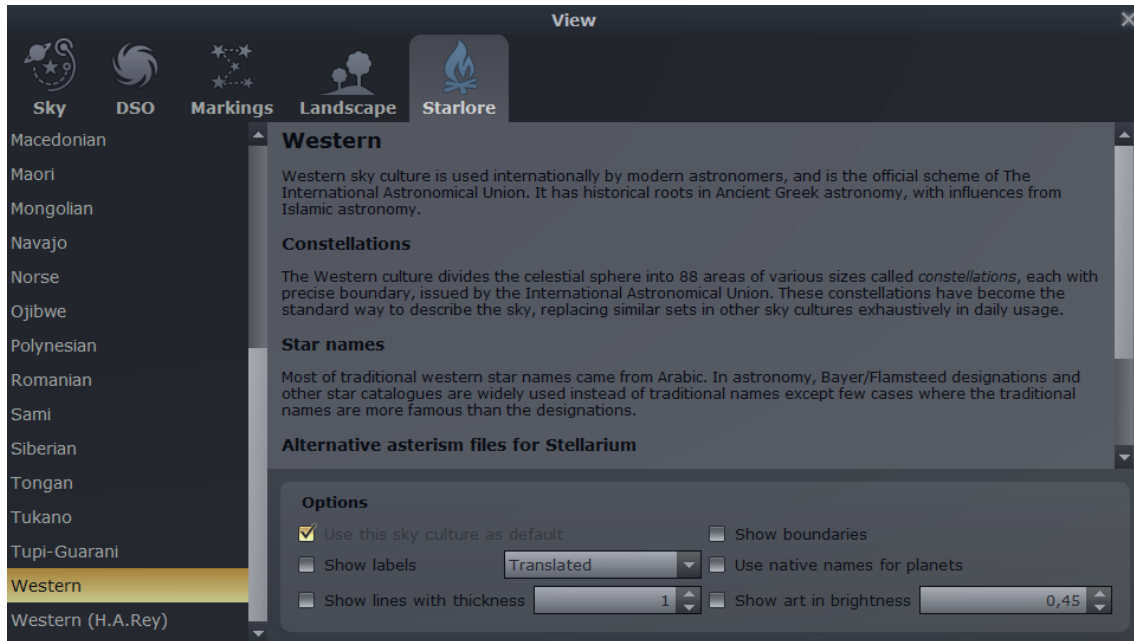 View
Sky
DSO
Markings
Landscape
Starlore
Macedonian
Maori
Mongolian
Navajo
Norse
Ojibwe
Polynesian
Romanian
Sami
Siberian
Tongan
Tukano
Tupi-Guarani
Western
Western (H.A.Rey)
Western
Western sky culture is used internationally by modern astronomers, and is the official scheme of The
International Astronomical Union. It has historical roots in Ancient Greek astronomy, with influences from
Islamic astronomy.
Constellations
The Western culture divides the celestial sphere into 88 areas of various sizes called constellations, each with
precise boundary, issued by the International Astronomical Union. These constellations have become the
standard way to describe the sky, replacing similar sets in other sky cultures exhaustively in daily usage.
Star names
Most of traditional western star names came from Arabic. In astronomy, Bayer/Flamsteed designations and
other star catalogues are widely used instead of traditional names except few cases where the traditional
names are more famous than the designations.
Alternative asterism files for Stellarium
Options
Use this sky culture as default
Show boundaries
Show labels
Translated
Use native names for planets
Show lines with thickness
1
Show art in brightness
0,45